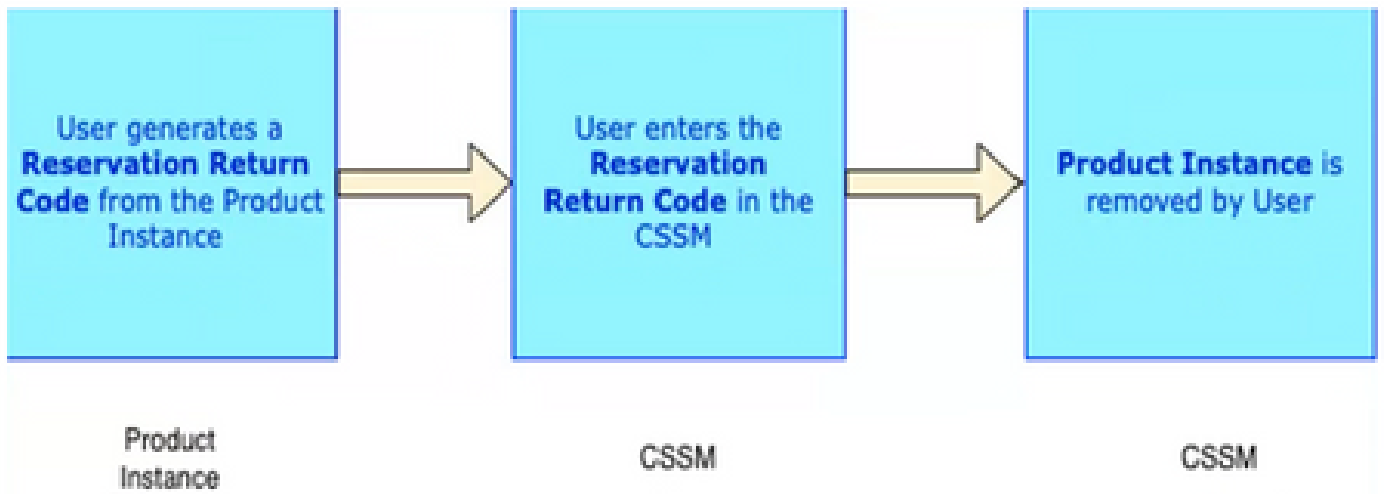 User generates a
Reservation Return
Code from the Product
Instance
User enters the
Reservation
Return Code in the
CSSM
Product Instance is
removed by User
Product
Instance
CSSM
CSSM